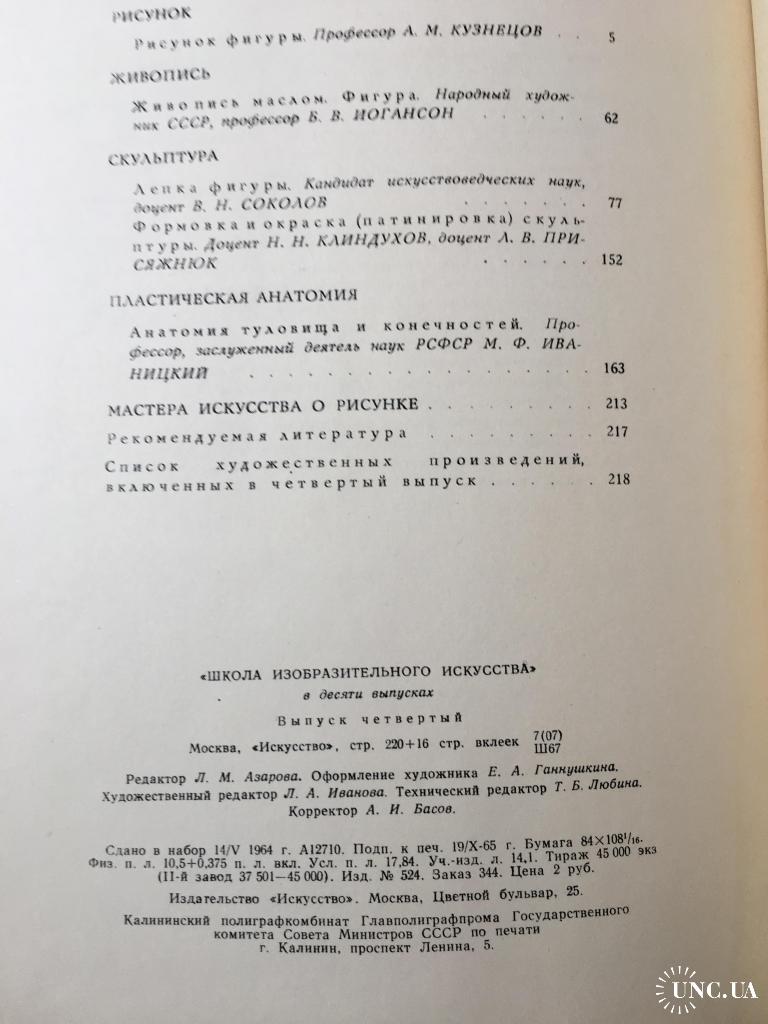 РИСУНОК
Рисунок фигуры. Профессор А. М. КУЗНЕЦОВ . . 5
ЖИВОПИСЬ
Живопись маслом. Фигура. Народный худож-
ник СССР, профессор Б. В. ИОГАНСОН . . . . . . 62
СКУЛЬПТУРА
Лепка фигуры. Кандидат искусствоведческих наук,
доцент В. Н. СОКОЛОВ . . . . . . . 77
Формовка и окраска (патинировка) скуль-
птуры. Доцент Н. Н. КЛИНДУХОВ, доцент Л. В. ПРИ-
СЯЖНЮК . . . . . . 152
ПЛАСТИЧЕСКАЯ АНАТОМИЯ
Анатомия туловища и конечностей. Про-
фессор, заслуженный деятель наук РСФСР М. Ф. ИВА-
НИЦКИЙ . . . . . . . . . . . . . . . . . 163
МАСТЕРА ИСКУССТВА О РИСУНКЕ . . . . . . . . 213
Рекомендуемая литература . . . . . . . . 217
Список художественных произведений,
включенных в четвертый выпуск . . . . . . 218
«ШКОЛА ИЗОБРАЗИТЕЛЬНОГО ИСКУССТВА»
в десяти выпусках
Выпуск четвертый
Москва, «Искусство», стр. 220+16 стр. вклеек 7(07)
Ш67
Редактор Л. М. Азарова. Оформление художника Е. А. Ганнушкина.
Художественный редактор Л. А. Иванова. Технический редактор Т. Б. Любина.
Корректор А. И. Басов.
Сдано в набор 14/V 1964 г. А12710. Подп. к печ. 19/X-65 г. Бумага 84×108¹/₁₆.
Физ. п. л. 10,5+0,375 п. л. вкл. Усл. п. л. 17,84. Уч.-изд. л. 14,1. Тираж 45 000 экз
(II-й завод 37 501—45 000). Изд. № 524. Заказ 344. Цена 2 руб.
Издательство «Искусство». Москва, Цветной бульвар, 25.
Калининский полиграфкомбинат Главполиграфпрома Государственного
комитета Совета Министров СССР по печати
г. Калинин, проспект Ленина, 5.
UNC.UA